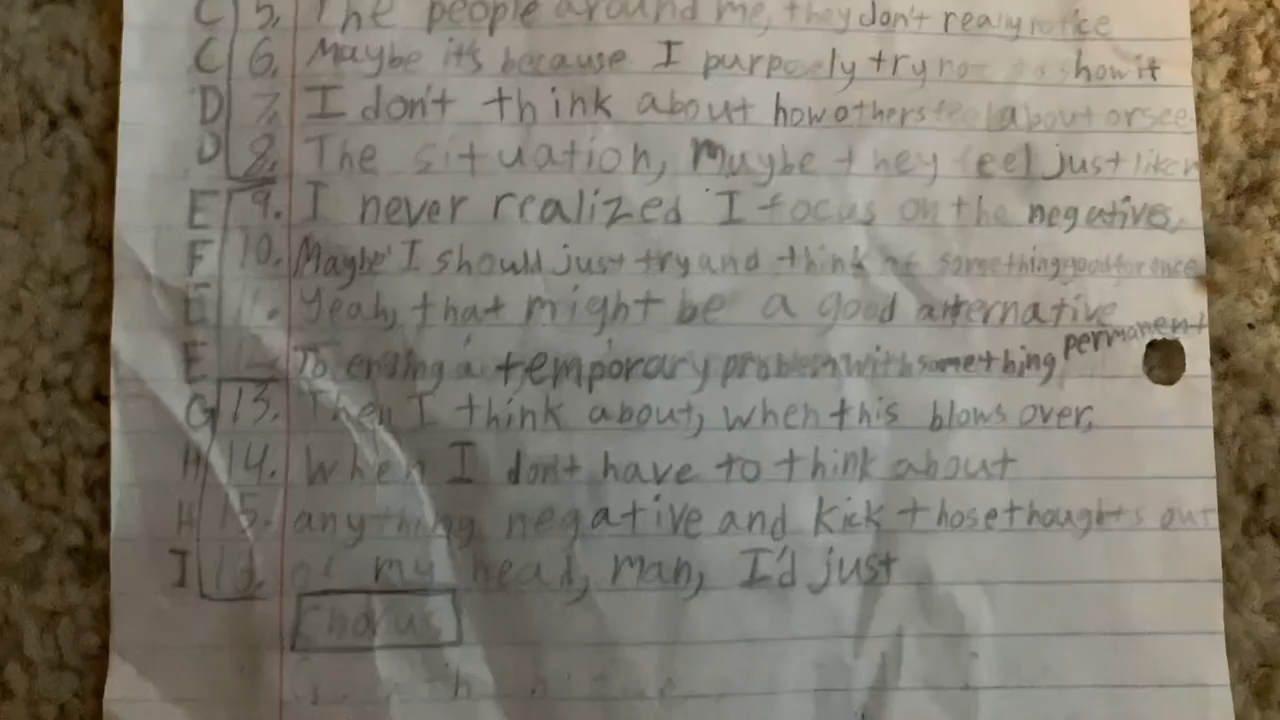 C 5. The people around me, they don't realy notice
C 6. Maybe it's because I purposely try not to show it
D 7. I don't think about how others feel about or see
D 8. The situation, Maybe they feel just like
E 9. I never realized I focus on the negatives,
F 10. Maybe I should just try and think of something good for once
E 11. Yeah, that might be a good alternative
E To ending a temporary problem with something permanent
G 13. Then I think about, when this blows over,
H 14. When I don't have to think about
H 15. anything negative and kick those thoughts out
I 16. of my head, man, I'd just
Chorus